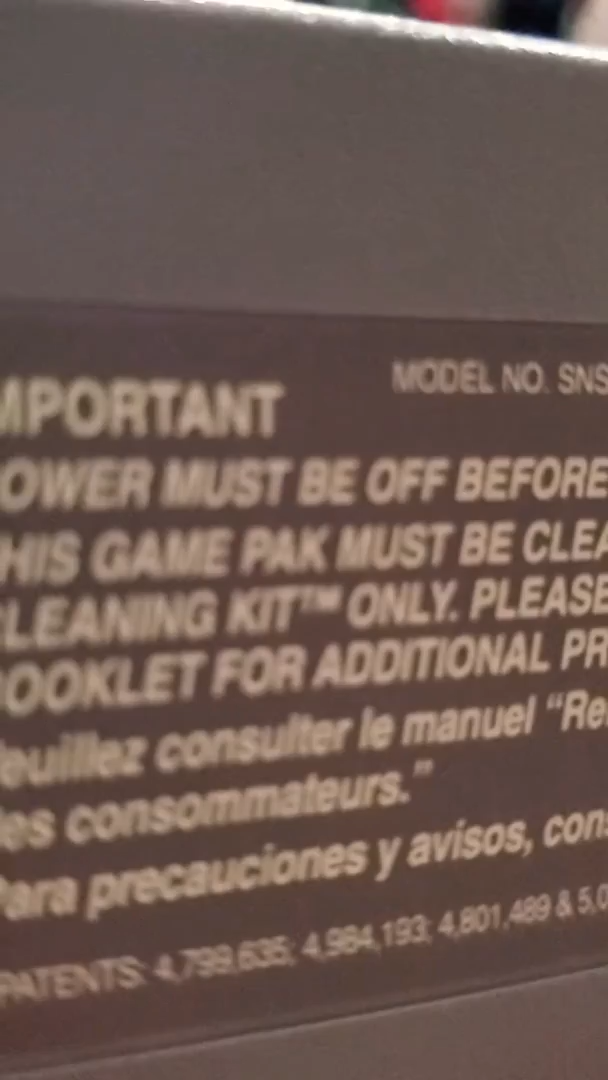 MODEL NO. SNS
MPORTANT
OWER MUST BE OFF BEFORE
HIS GAME PAK MUST BE CLEA
LEANING KIT™ ONLY. PLEASE
OOKLET FOR ADDITIONAL PR
euillez consulter le manuel “Re
es consommateurs.”
Para precauciones y avisos, cons
PATENTS: 4,799,635; 4,984,193; 4,801,489 & 5,0